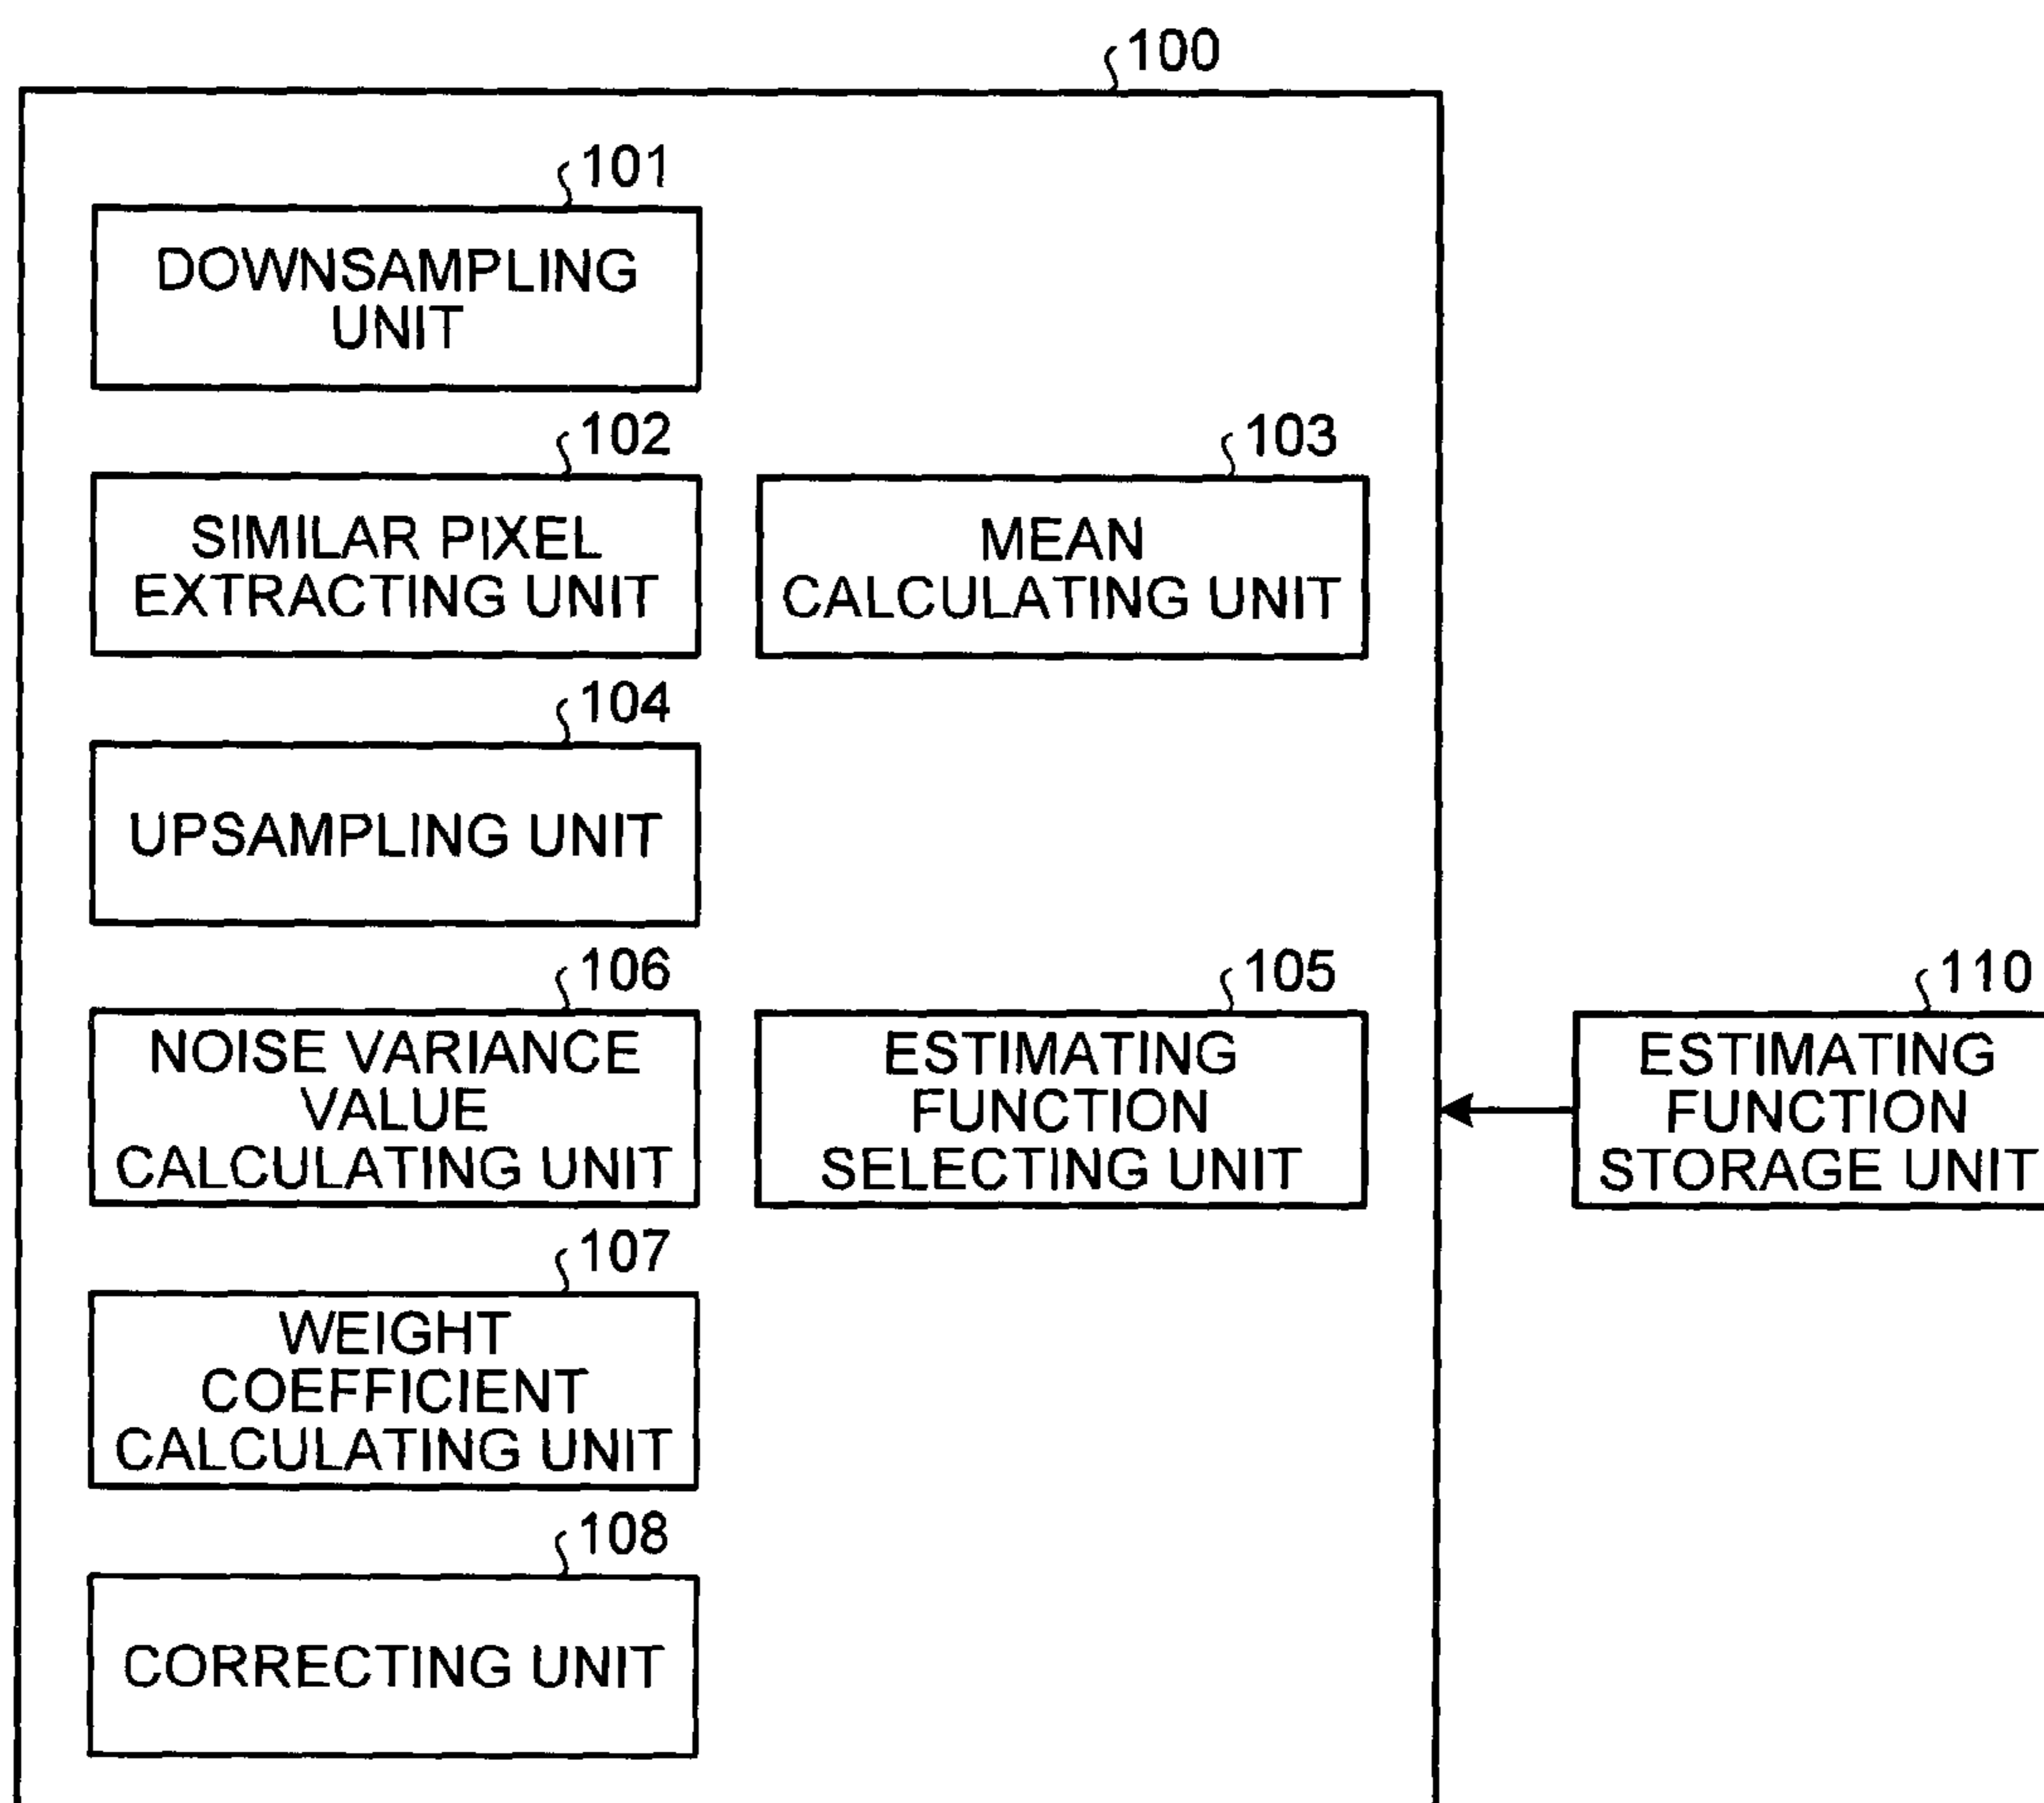 100
101
DOWNSAMPLING
UNIT
102
SIMILAR PIXEL
EXTRACTING UNIT
103
MEAN
CALCULATING UNIT
104
UPSAMPLING UNIT
106
NOISE VARIANCE
VALUE
CALCULATING UNIT
105
ESTIMATING
FUNCTION
SELECTING UNIT
110
ESTIMATING
FUNCTION
STORAGE UNIT
107
WEIGHT
COEFFICIENT
CALCULATING UNIT
108
CORRECTING UNIT